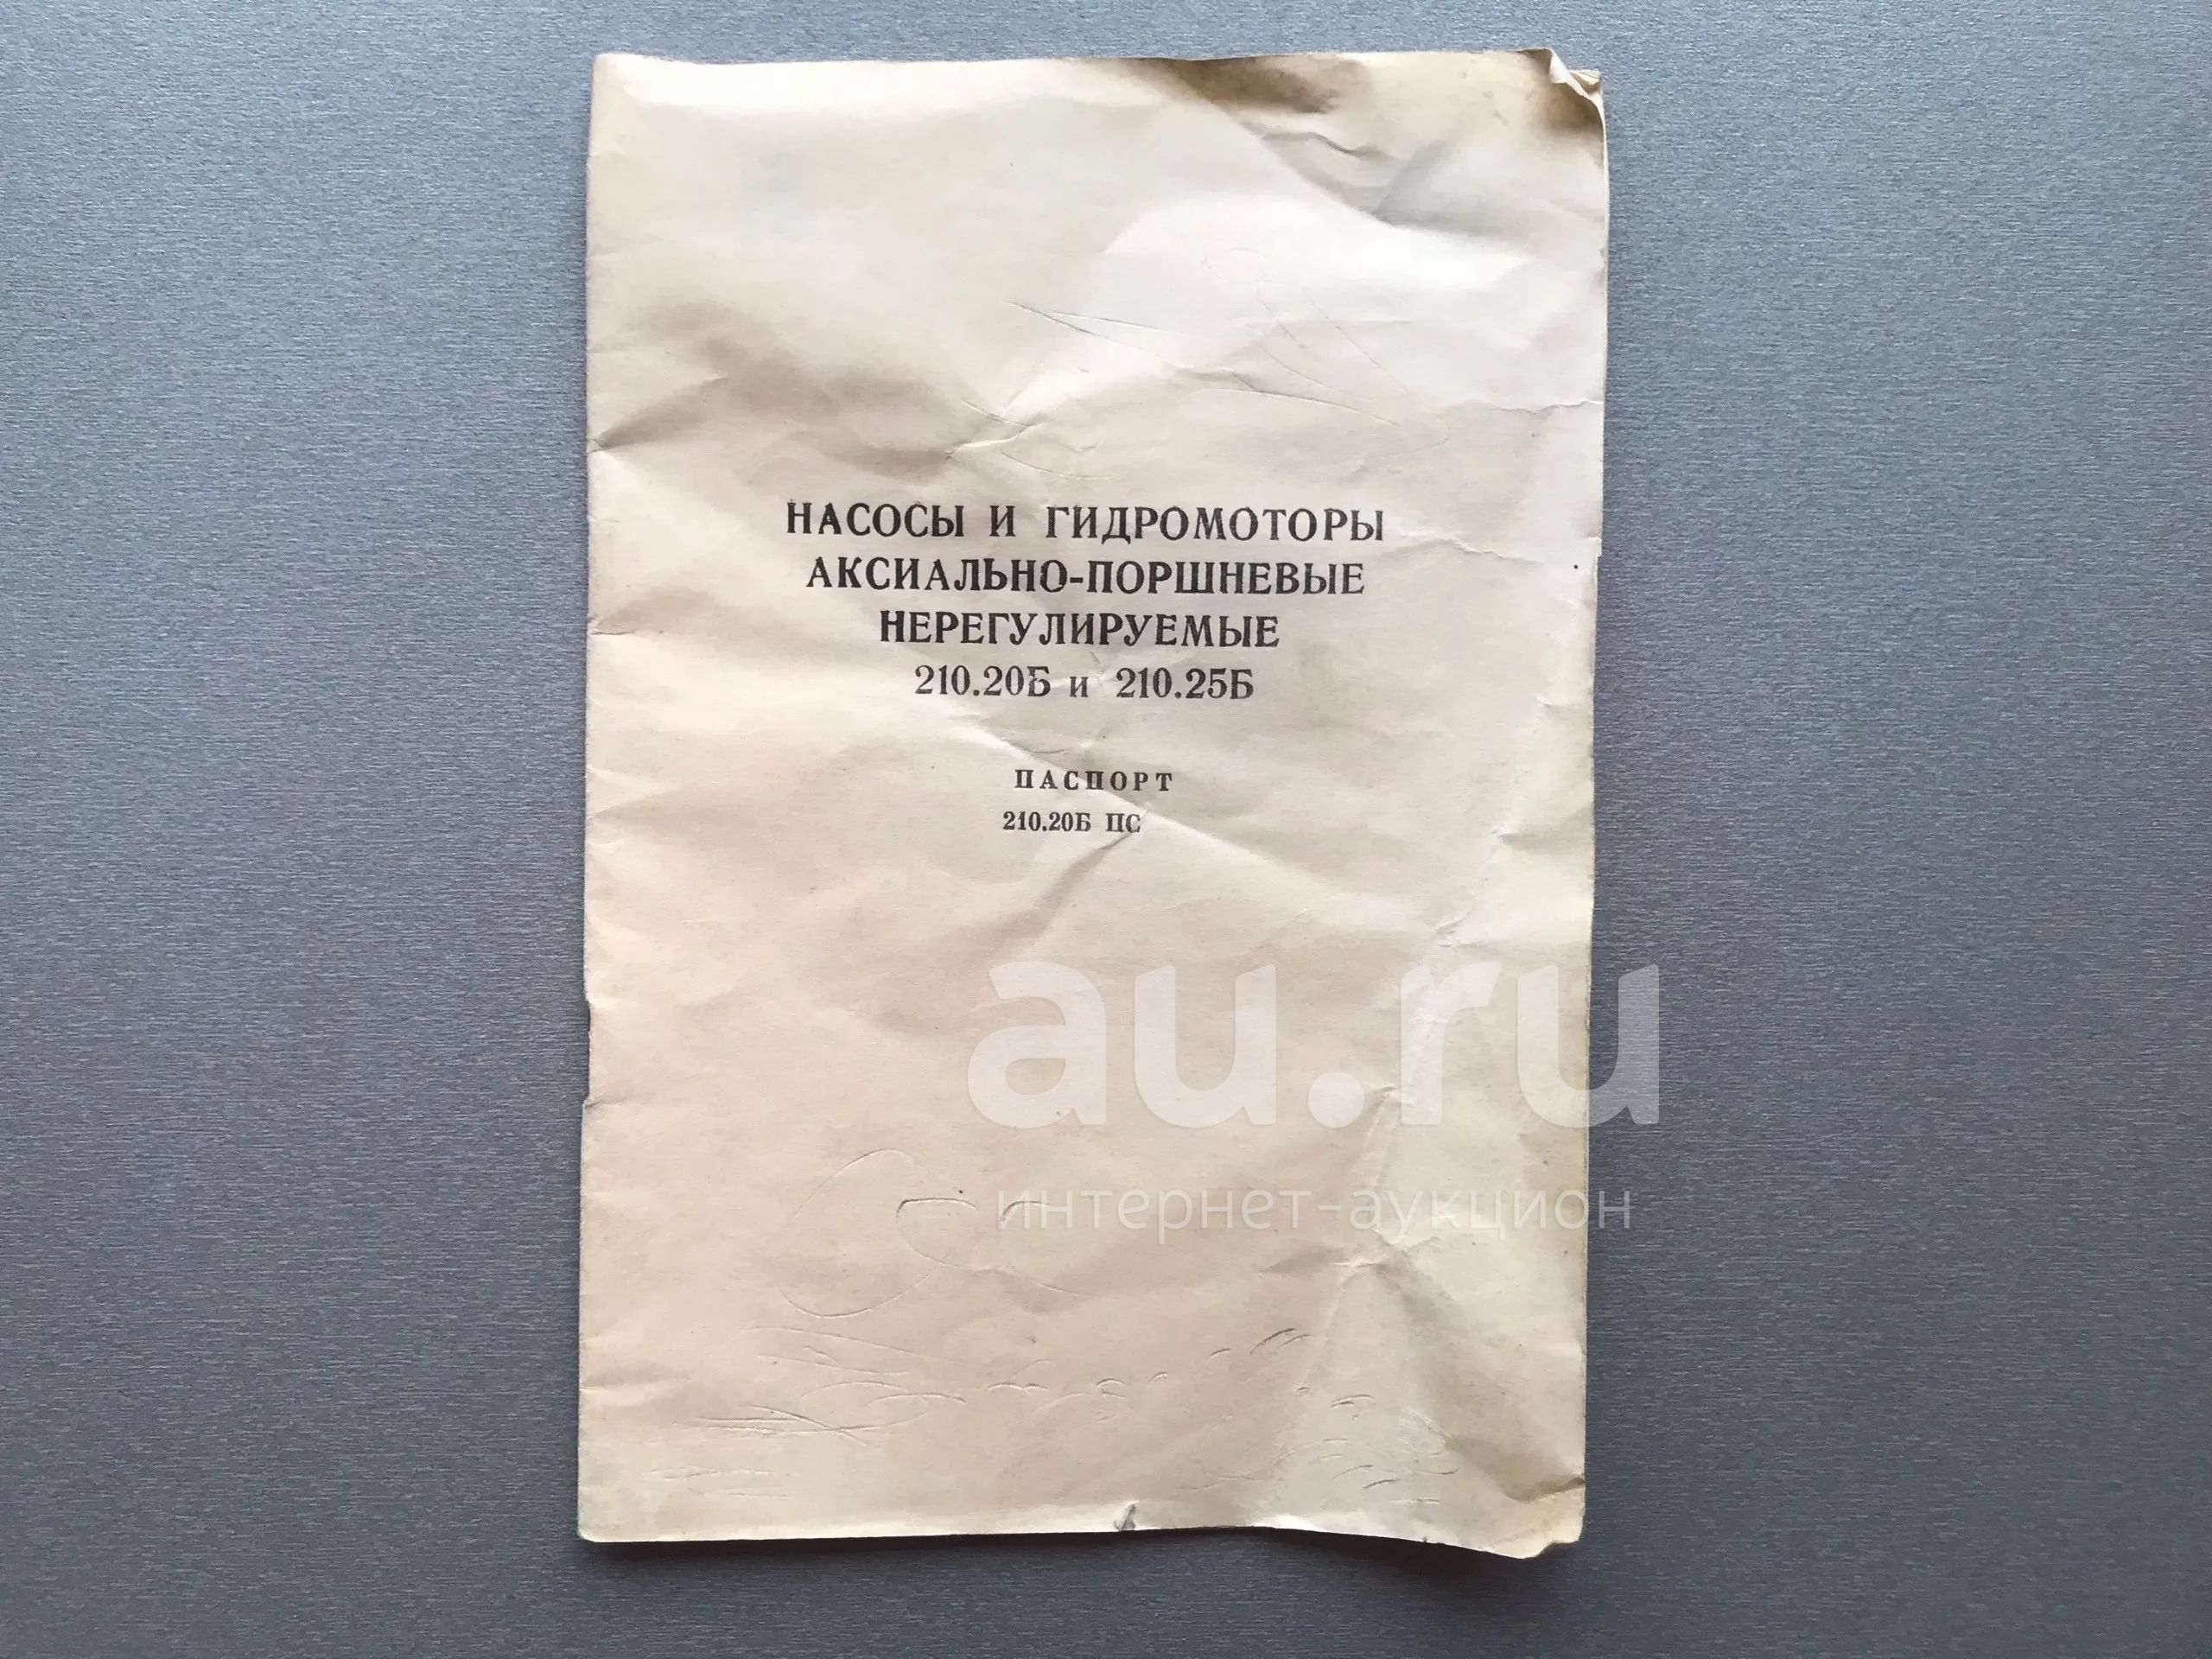 НАСОСЫ И ГИДРОМОТОРЫ
АКСИАЛЬНО-ПОРШНЕВЫЕ
НЕРЕГУЛИРУЕМЫЕ
210.20Б и 210.25Б
ПАСПОРТ
210.20Б ПС
au.ru
интернет-аукцион